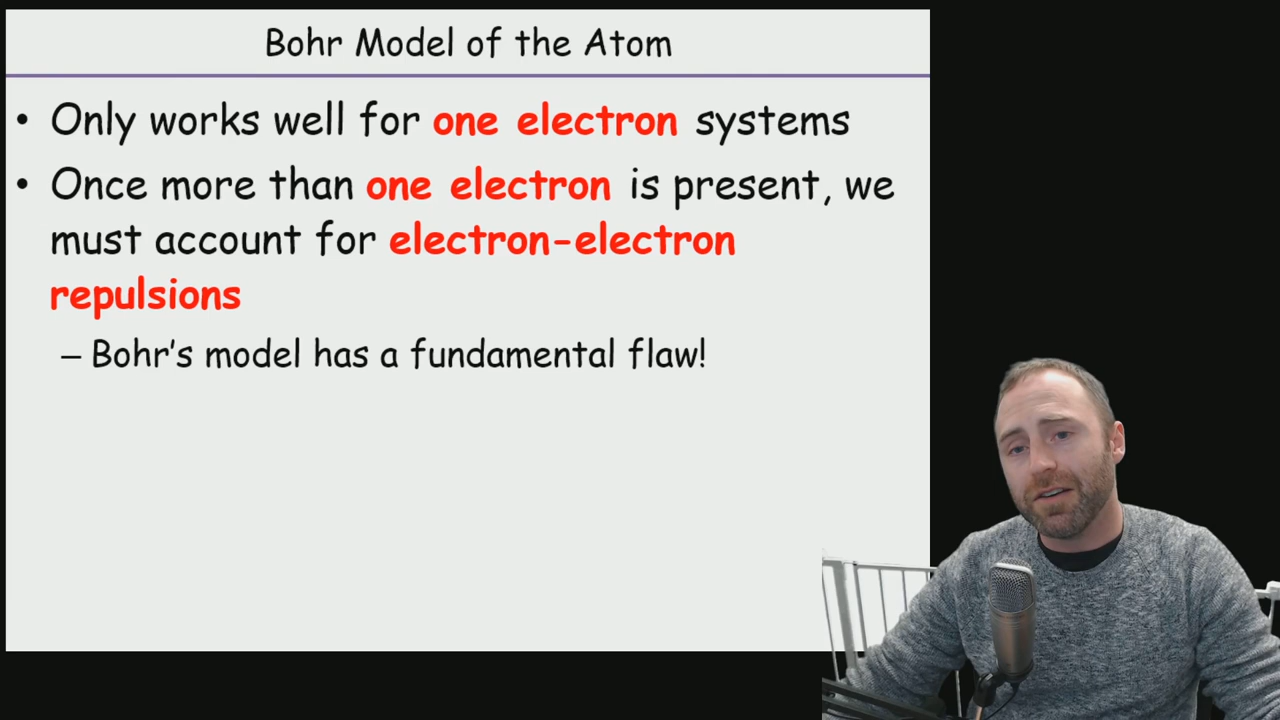 Bohr Model of the Atom
• Only works well for one electron systems
• Once more than one electron is present, we
must account for electron-electron
repulsions
– Bohr's model has a fundamental flaw!